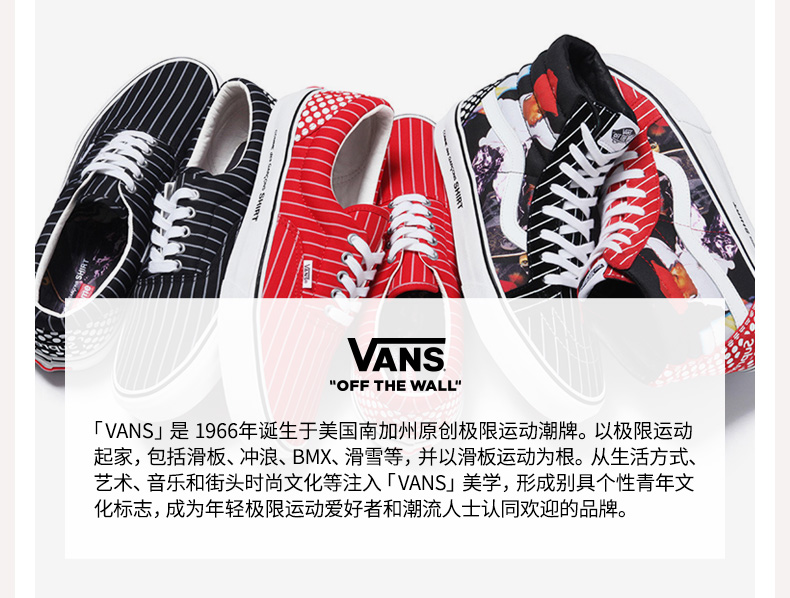 VANS
"OFF THE WALL"
「VANS」是 1966年诞生于美国南加州原创极限运动潮牌。以极限运动
起家，包括滑板、冲浪、BMX、滑雪等，并以滑板运动为根。从生活方式、
艺术、音乐和街头时尚文化等注入「VANS」美学，形成别具个性青年文
化标志，成为年轻极限运动爱好者和潮流人士认同欢迎的品牌。
SHIRT
SHIRT
SHIRT
VANS